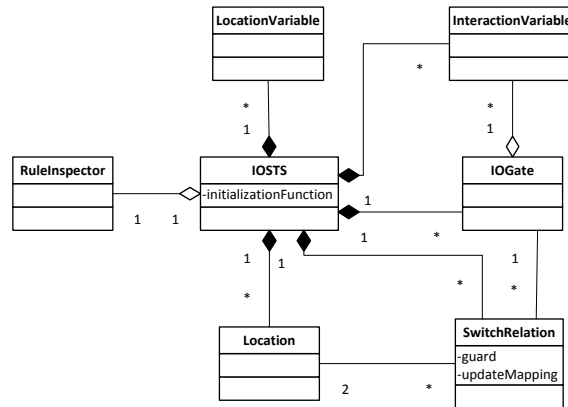 LocationVariable
InteractionVariable
*
*
*
1
1
RuleInspector
IOSTS
-initializationFunction
IOGate
1
1
1
1
*
1
1
1
*
*
*
Location
SwitchRelation
-guard
-updateMapping
2
*